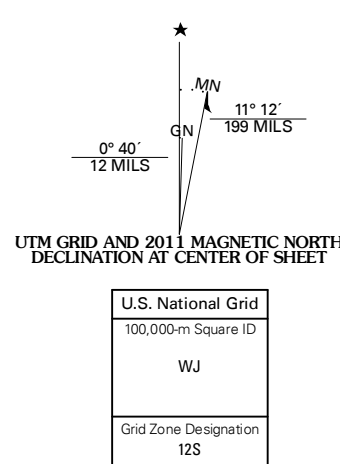 ★
MN
11° 12´
199 MILS
GN
0° 40´
12 MILS
UTM GRID AND 2011 MAGNETIC NORTH
DECLINATION AT CENTER OF SHEET
U.S. National Grid
100,000-m Square ID
WJ
Grid Zone Designation
12S